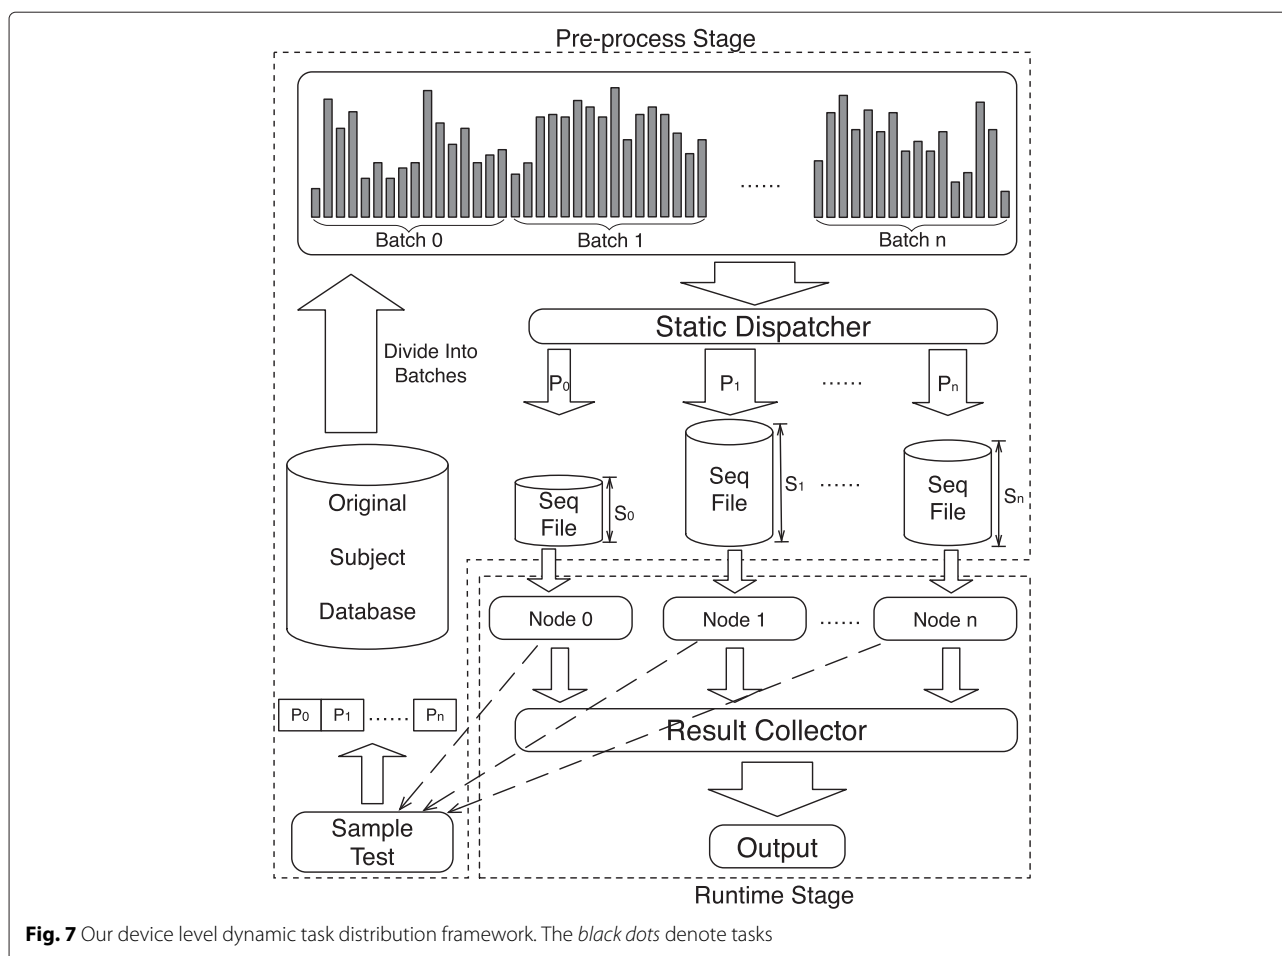 Pre-process Stage
......
Batch 0 Batch 1 Batch n
Static Dispatcher
Divide Into
Batches
P0 P1 ...... Pn
Original
Subject
Database
Seq
File
S0
Seq
File
S1
......
Seq
File
Sn
Node 0 Node 1 ...... Node n
P0 P1 ...... Pn
Result Collector
Sample
Test
Output
Runtime Stage
Fig. 7 Our device level dynamic task distribution framework. The black dots denote tasks